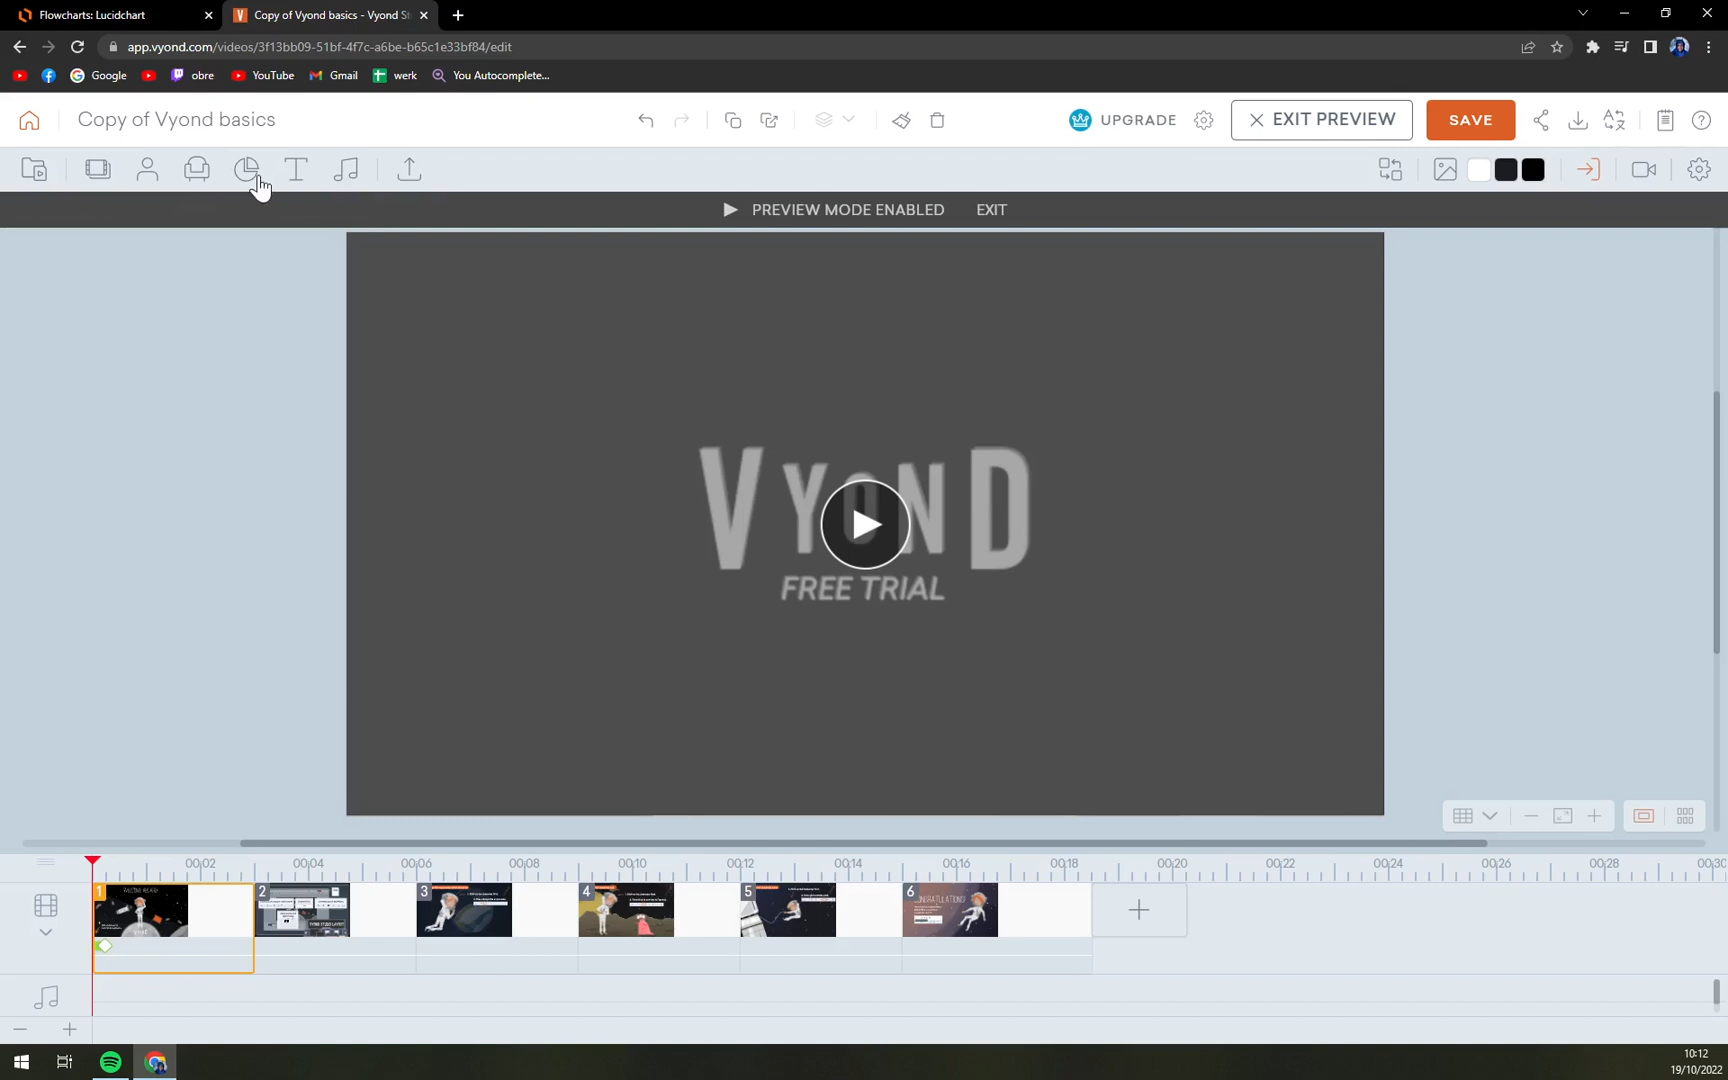 Flowcharts: Lucidchart
Copy of Vyond basics - Vyond St
app.vyond.com/videos/3f13bb09-51bf-4f7c-a6be-b65c1e33bf84/edit
Google
obre
YouTube
Gmail
werk
You Autocomplete...
Copy of Vyond basics
UPGRADE
EXIT PREVIEW
SAVE
PREVIEW MODE ENABLED
EXIT
VYOND
FREE TRIAL
00:02 00:04 00:06 00:08 00:10 00:12 00:14 00:16 00:18 00:20 00:22 00:24 00:26 00:28 00:30
1 2 3 4 5 6
10:12
19/10/2022